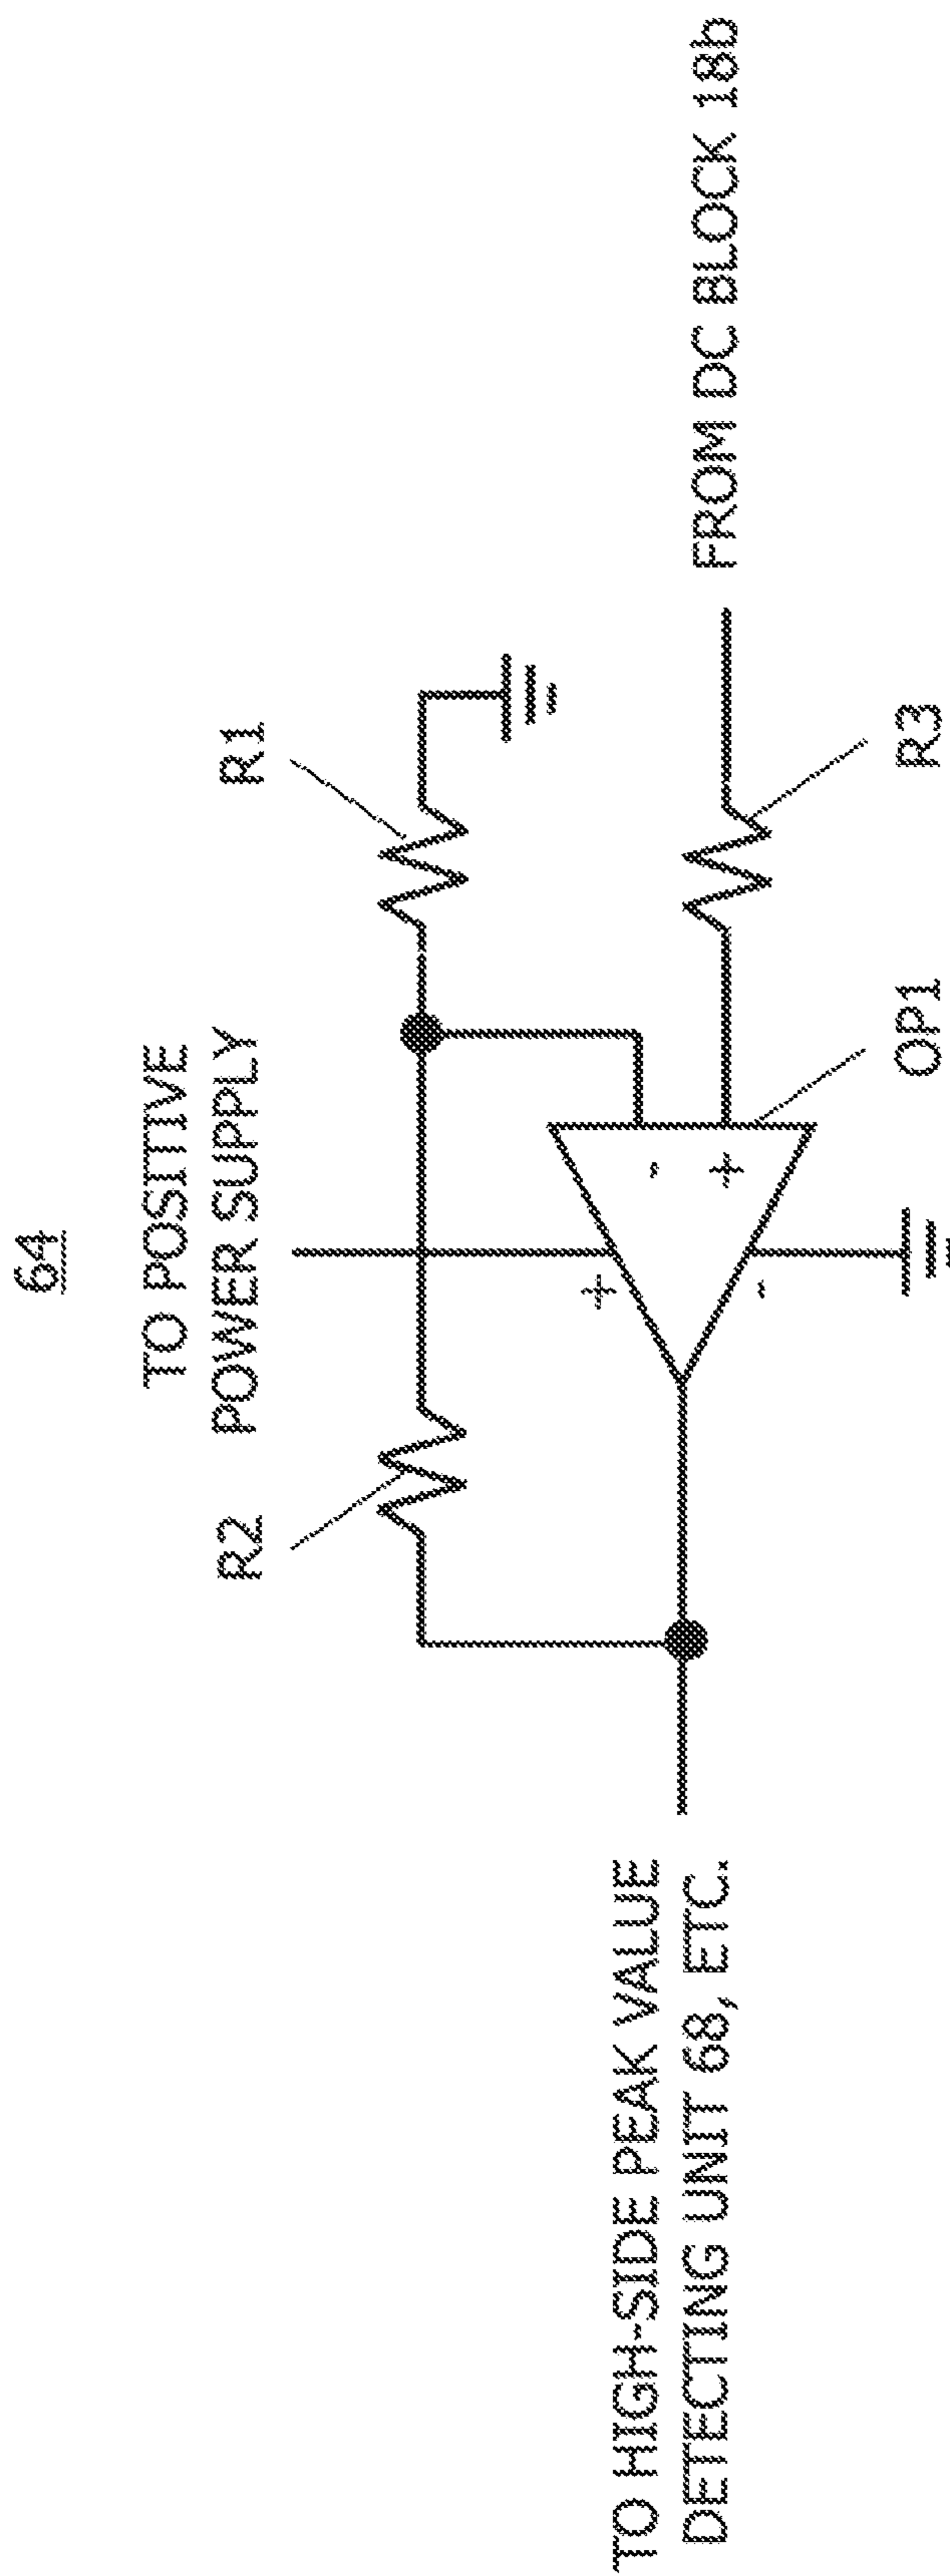 64
TO POSITIVE
POWER SUPPLY
R2
R1
+
-
-
+
OP1
R3
FROM DC BLOCK 18b
TO HIGH-SIDE PEAK VALUE
DETECTING UNIT 68, ETC.